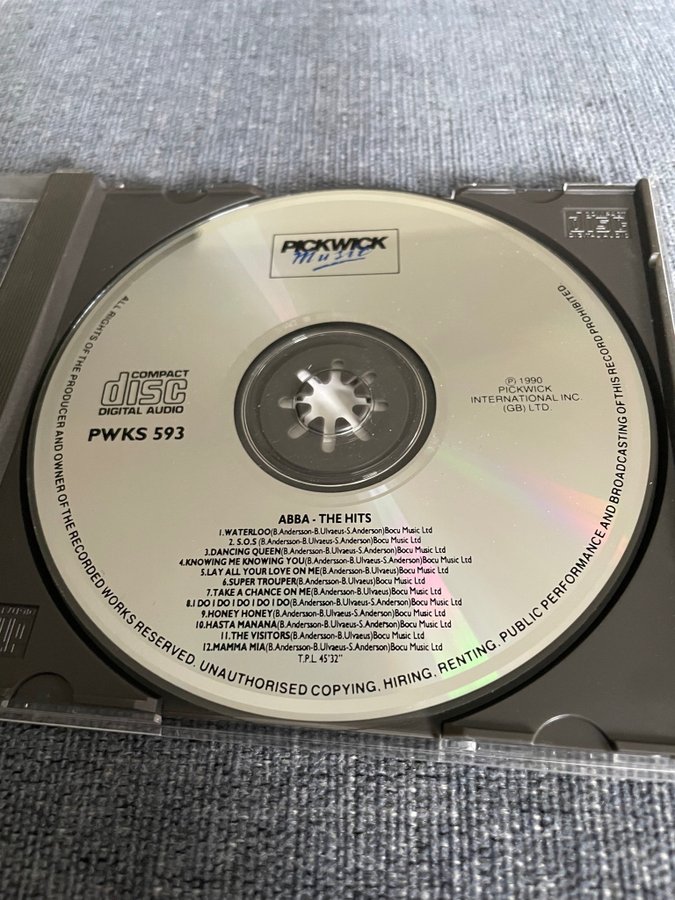 PICKWICK
Music
COMPACT
disc
DIGITAL AUDIO
PWKS 593
Ⓟ 1990
PICKWICK
INTERNATIONAL INC.
(GB) LTD.
ABBA - THE HITS
1.WATERLOO(B.Andersson-B.Ulvaeus-S.Anderson)Bocu Music Ltd
2. S.O.S (B.Andersson-B.Ulvaeus-S.Anderson)Bocu Music Ltd
3.DANCING QUEEN(B.Andersson-B.Ulvaeus-S.Anderson)Bocu Music Ltd
4.KNOWING ME KNOWING YOU(B.Andersson-B.Ulvaeus-S.Anderson)Bocu Music Ltd
5.LAY ALL YOUR LOVE ON ME(B.Andersson-B.Ulvaeus)Bocu Music Ltd
6.SUPER TROUPER(B.Andersson-B.Ulvaeus)Bocu Music Ltd
7.TAKE A CHANCE ON ME(B.Andersson-B.Ulvaeus)Bocu Music Ltd
8.I DO I DO I DO I DO I DO(B.Andersson-B.Ulvaeus-S.Anderson)Bocu Music Ltd
9.HONEY HONEY(B.Andersson-B.Ulvaeus-S.Anderson)Bocu Music Ltd
10.HASTA MANANA(B.Andersson-B.Ulvaeus-S.Anderson)Bocu Music Ltd
11.THE VISITORS(B.Andersson-B.Ulvaeus)Bocu Music Ltd
12.MAMMA MIA(B.Andersson-B.Ulvaeus-S.Anderson)Bocu Music Ltd
T.P.L. 45'32"
ALL RIGHTS OF THE PRODUCER AND OWNER OF THE RECORDED WORKS RESERVED. UNAUTHORISED COPYING, HIRING, RENTING, PUBLIC PERFORMANCE AND BROADCASTING OF THIS RECORD PROHIBITED